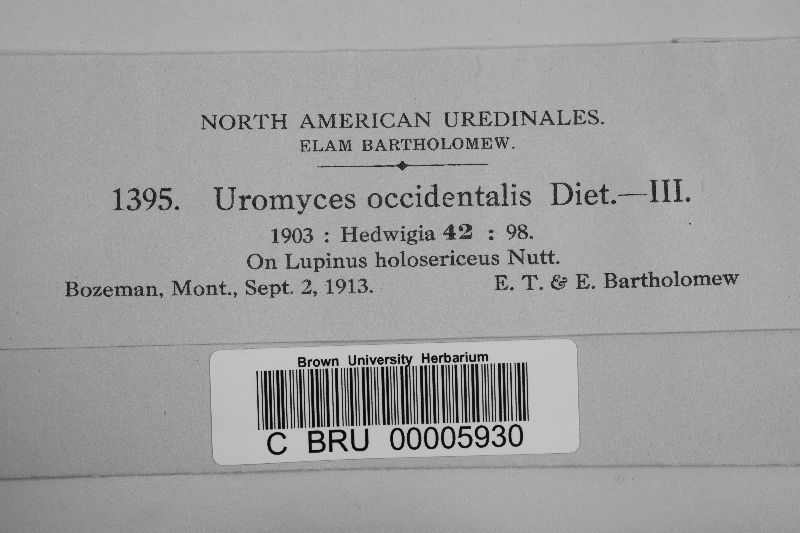 NORTH AMERICAN UREDINALES.
ELAM BARTHOLOMEW.
1395. Uromyces occidentalis Diet.—III.
1903 : Hedwigia 42 : 98.
On Lupinus holosericeus Nutt.
Bozeman, Mont., Sept. 2, 1913. E. T. & E. Bartholomew
Brown University Herbarium
C BRU 00005930